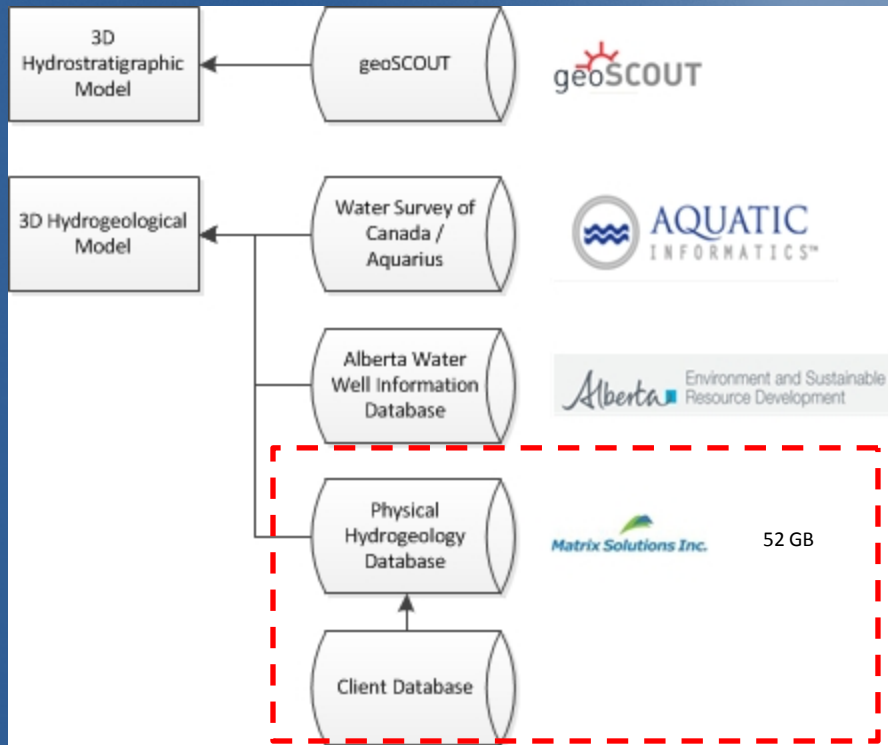 3D
Hydrostratigraphic
Model
geoSCOUT
geoSCOUT
3D Hydrogeological
Model
Water Survey of
Canada /
Aquarius
AQUATIC
INFORMATICS™
Alberta Water
Well Information
Database
Alberta
Environment and Sustainable
Resource Development
Physical
Hydrogeology
Database
Matrix Solutions Inc.
52 GB
Client Database